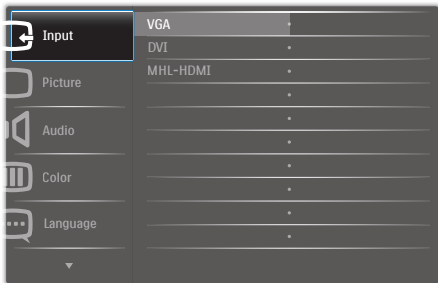 Input
Picture
Audio
Color
Language
VGA
DVI
MHL-HDMI